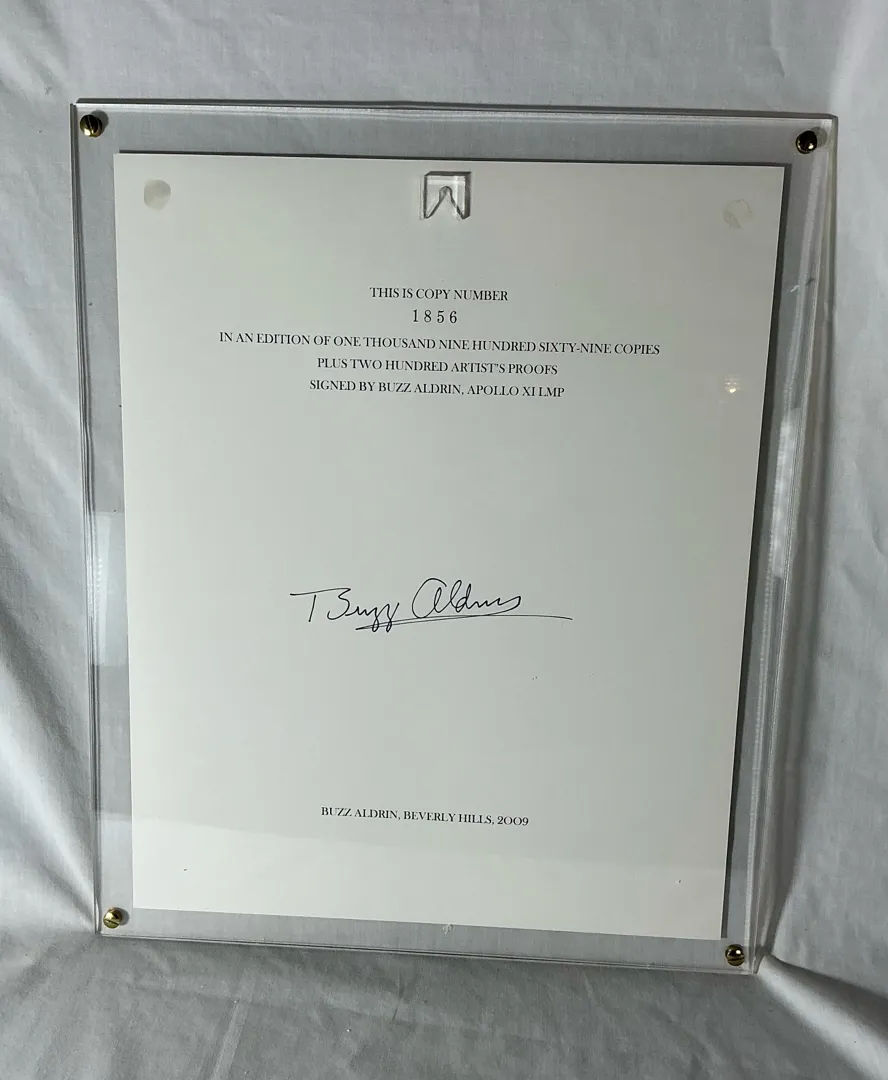 THIS IS COPY NUMBER
1856
IN AN EDITION OF ONE THOUSAND NINE HUNDRED SIXTY-NINE COPIES
PLUS TWO HUNDRED ARTIST'S PROOFS
SIGNED BY BUZZ ALDRIN, APOLLO XI LMP
Buzz Aldrin
BUZZ ALDRIN, BEVERLY HILLS, 2009